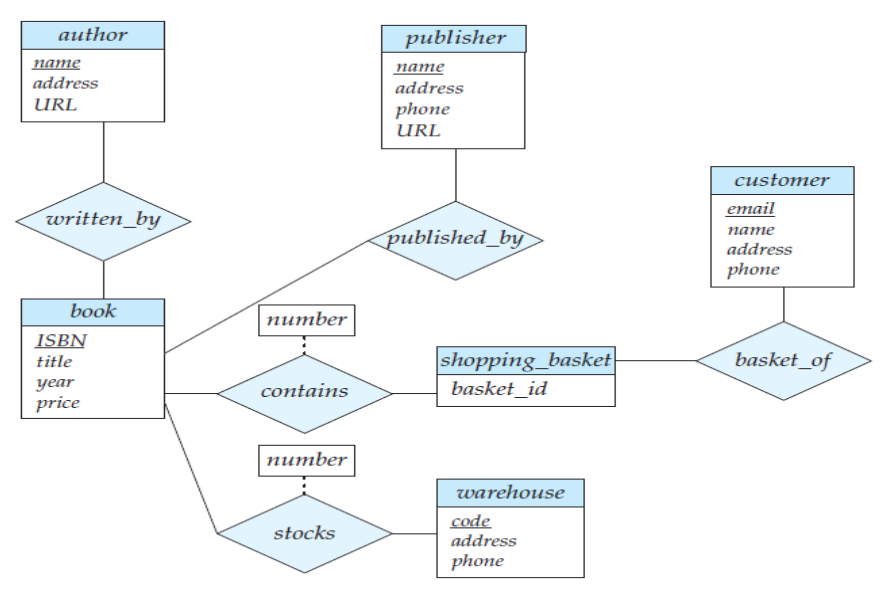 author
name
address
URL
publisher
name
address
phone
URL
customer
email
name
address
phone
written_by
published_by
book
ISBN
title
year
price
number
contains
shopping_basket
basket_id
basket_of
number
stocks
warehouse
code
address
phone